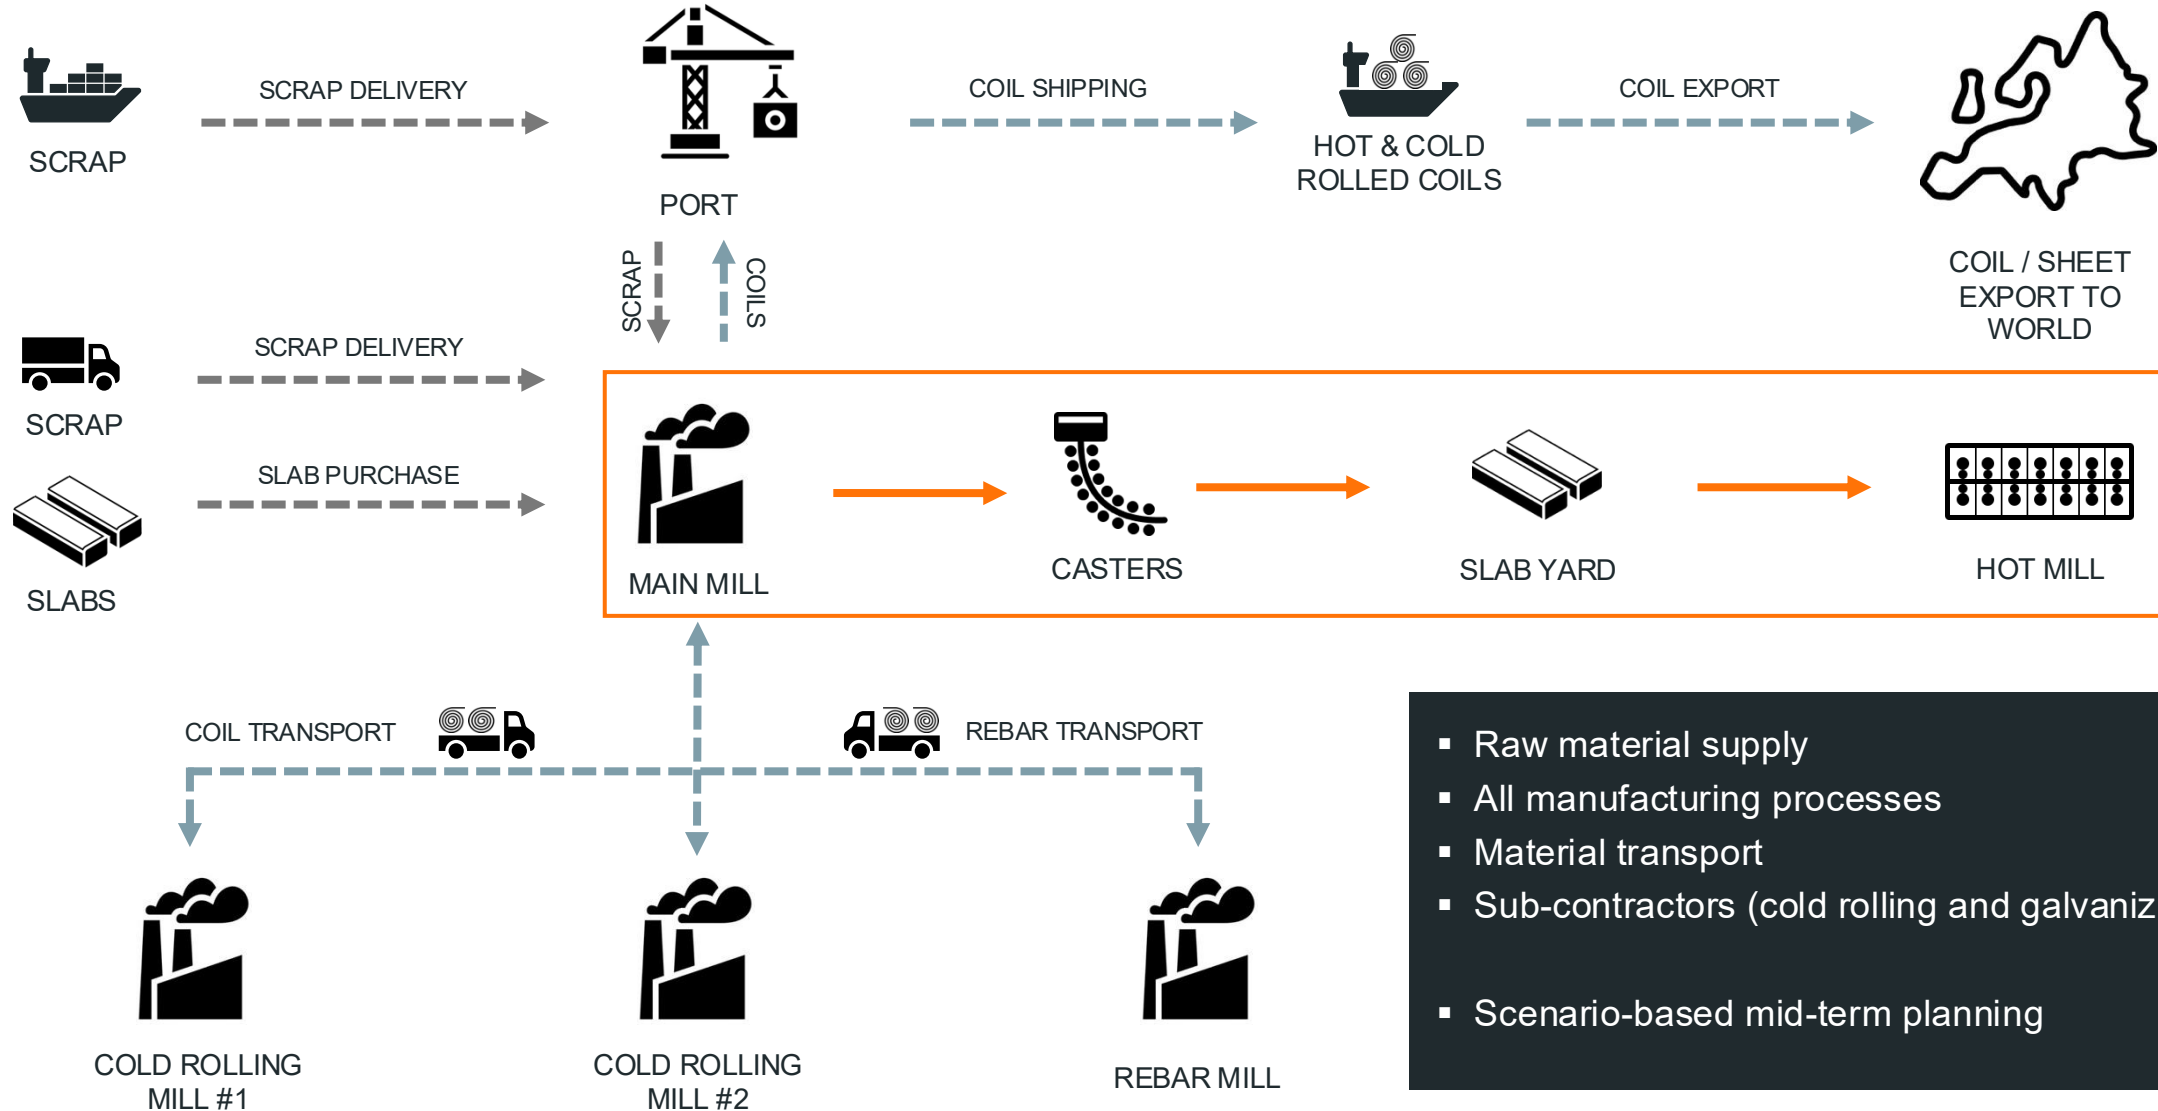 SCRAP DELIVERY
COIL SHIPPING
COIL EXPORT
SCRAP
PORT
HOT & COLD
ROLLED COILS
COIL / SHEET
EXPORT TO
WORLD
SCRAP
COILS
SCRAP DELIVERY
SCRAP
SLAB PURCHASE
SLABS
MAIN MILL
CASTERS
SLAB YARD
HOT MILL
COIL TRANSPORT
REBAR TRANSPORT
COLD ROLLING
MILL #1
COLD ROLLING
MILL #2
REBAR MILL
▪ Raw material supply
▪ All manufacturing processes
▪ Material transport
▪ Sub-contractors (cold rolling and galvaniz
▪ Scenario-based mid-term planning